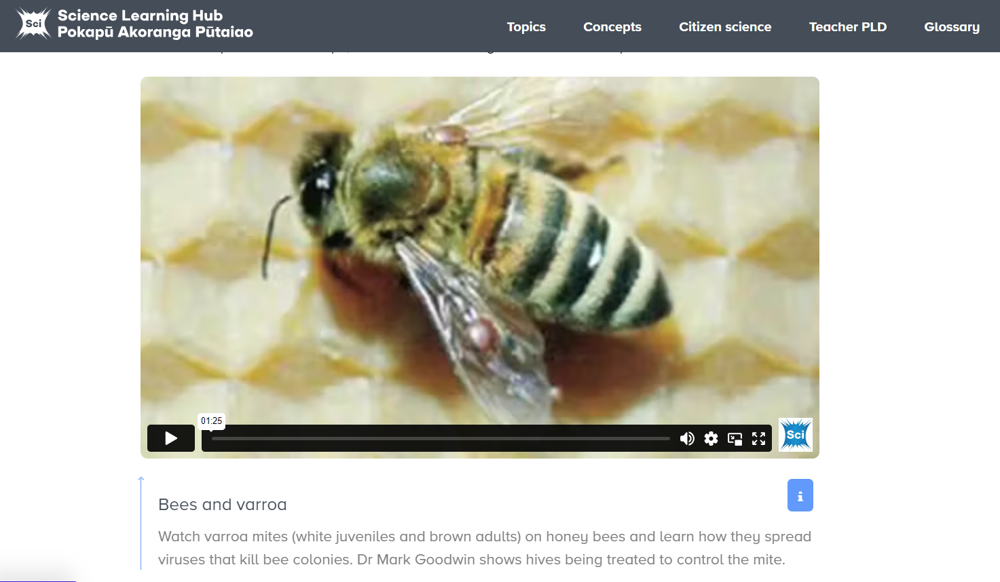 Sci
Science Learning Hub
Pokapū Akoranga Pūtaiao
Topics
Concepts
Citizen science
Teacher PLD
Glossary
01:25
Sci
i
Bees and varroa
Watch varroa mites (white juveniles and brown adults) on honey bees and learn how they spread
viruses that kill bee colonies. Dr Mark Goodwin shows hives being treated to control the mite.